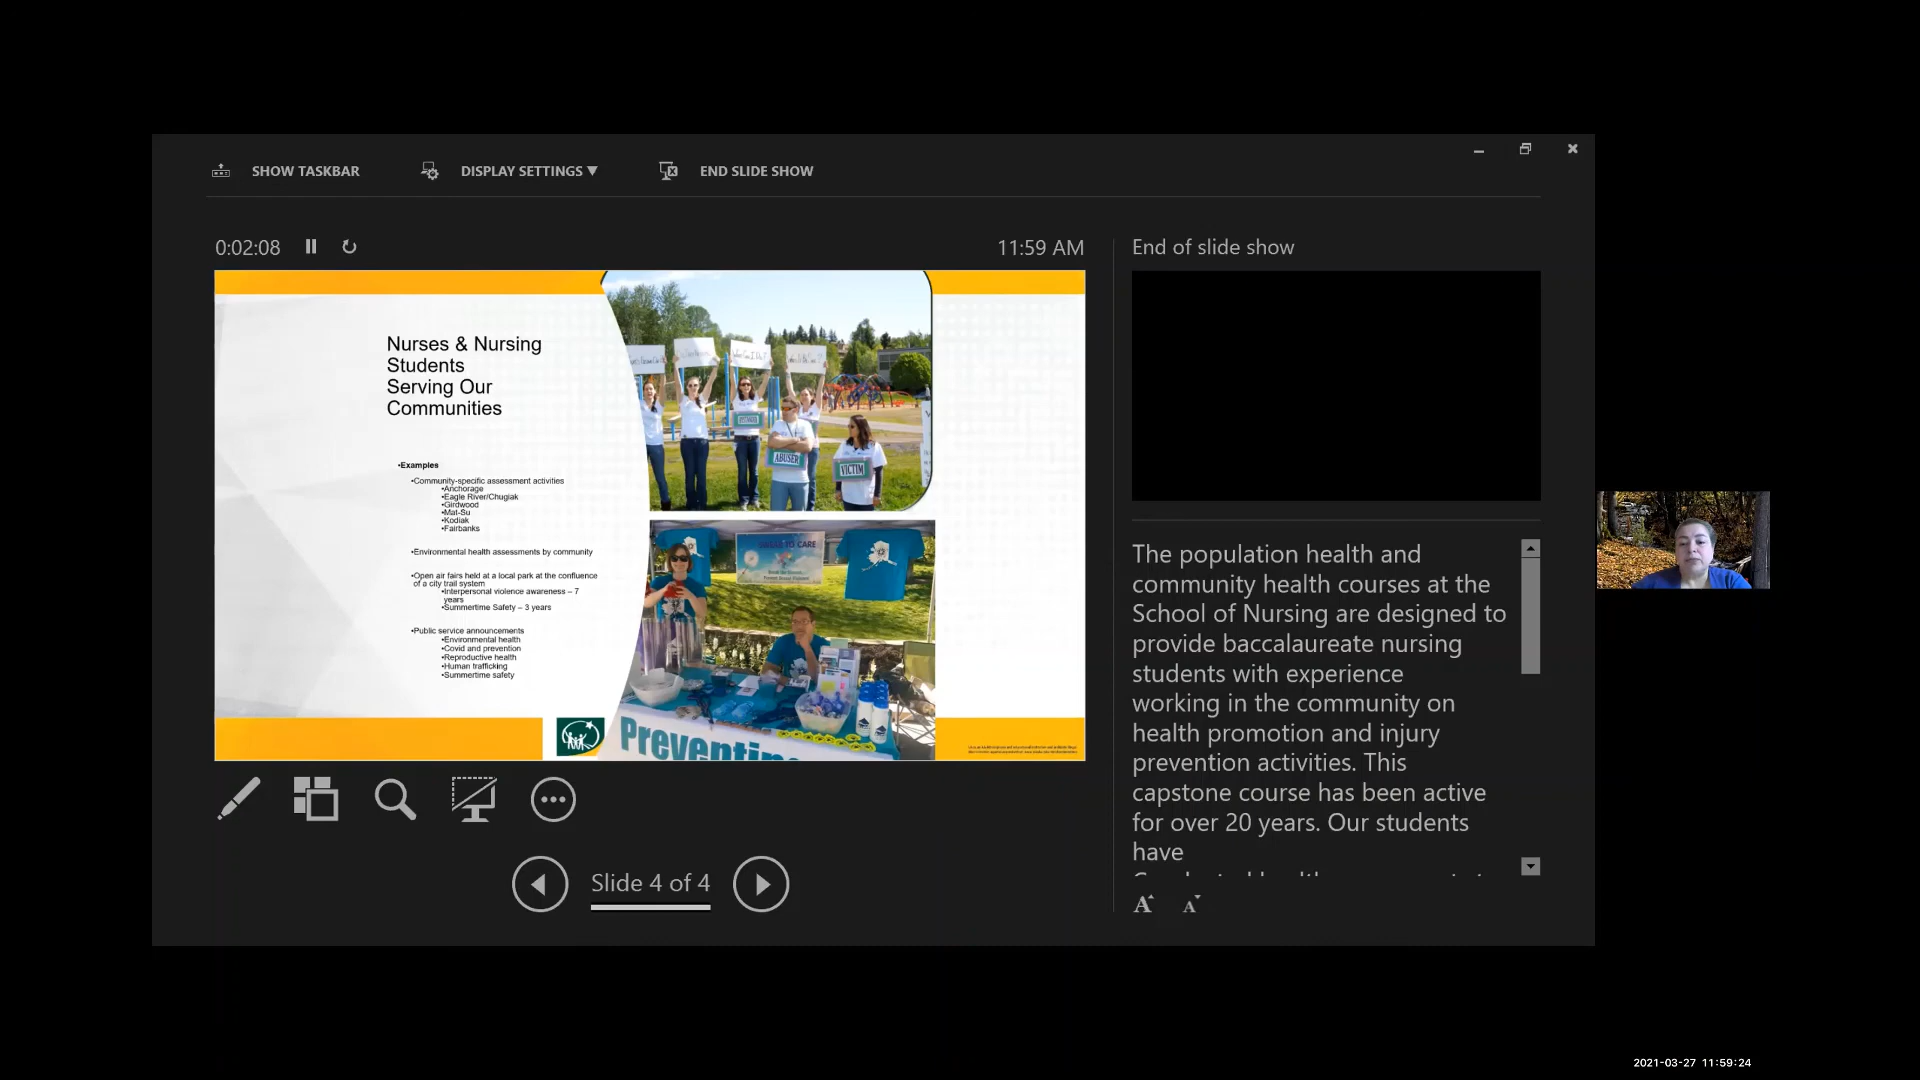 SHOW TASKBAR
DISPLAY SETTINGS ▼
END SLIDE SHOW
0:02:08
11:59 AM
Nurses & Nursing
Students
Serving Our
Communities
•Examples
•Community-specific assessment activities
•Anchorage
•Eagle River/Chugiak
•Girdwood
•Mat-Su
•Kodiak
•Fairbanks
•Environmental health assessments by community
•Open air fairs held at a local park at the confluence
of a city trail system
•Interpersonal violence awareness – 7
years
•Summertime Safety – 3 years
•Public service announcements
•Environmental health
•Covid and prevention
•Reproductive health
•Human trafficking
•Summertime safety
ABUSER
VICTIM
TO CARE
Preventin
Slide 4 of 4
End of slide show
The population health and
community health courses at the
School of Nursing are designed to
provide baccalaureate nursing
students with experience
working in the community on
health promotion and injury
prevention activities. This
capstone course has been active
for over 20 years. Our students
have
A
A
2021-03-27 11:59:24